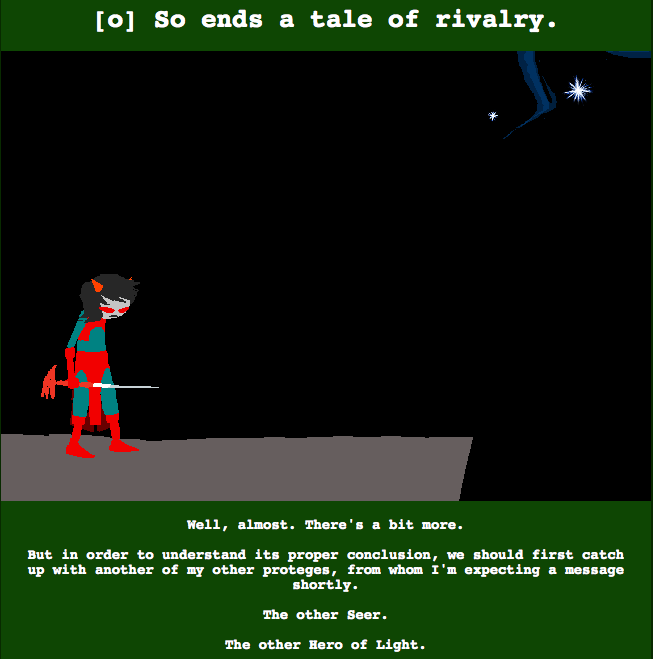 [o] So ends a tale of rivalry.
Well, almost. There's a bit more.
But in order to understand its proper conclusion, we should first catch
up with another of my other proteges, from whom I'm expecting a message
shortly.
The other Seer.
The other Hero of Light.